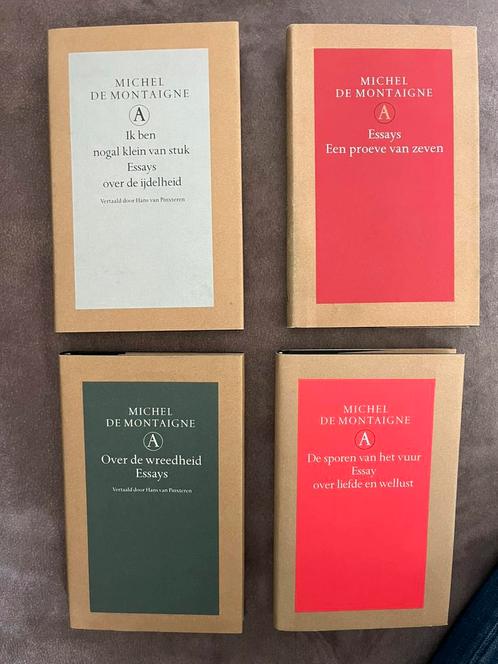 MICHEL
DE MONTAIGNE
A
Ik ben
nogal klein van stuk
Essays
over de ijdelheid
Vertaald door Hans van Pinxteren
MICHEL
DE MONTAIGNE
A
Essays
Een proeve van zeven
MICHEL
DE MONTAIGNE
A
Over de wreedheid
Essays
Vertaald door Hans van Pinxteren
MICHEL
DE MONTAIGNE
A
De sporen van het vuur
Essay
over liefde en wellust